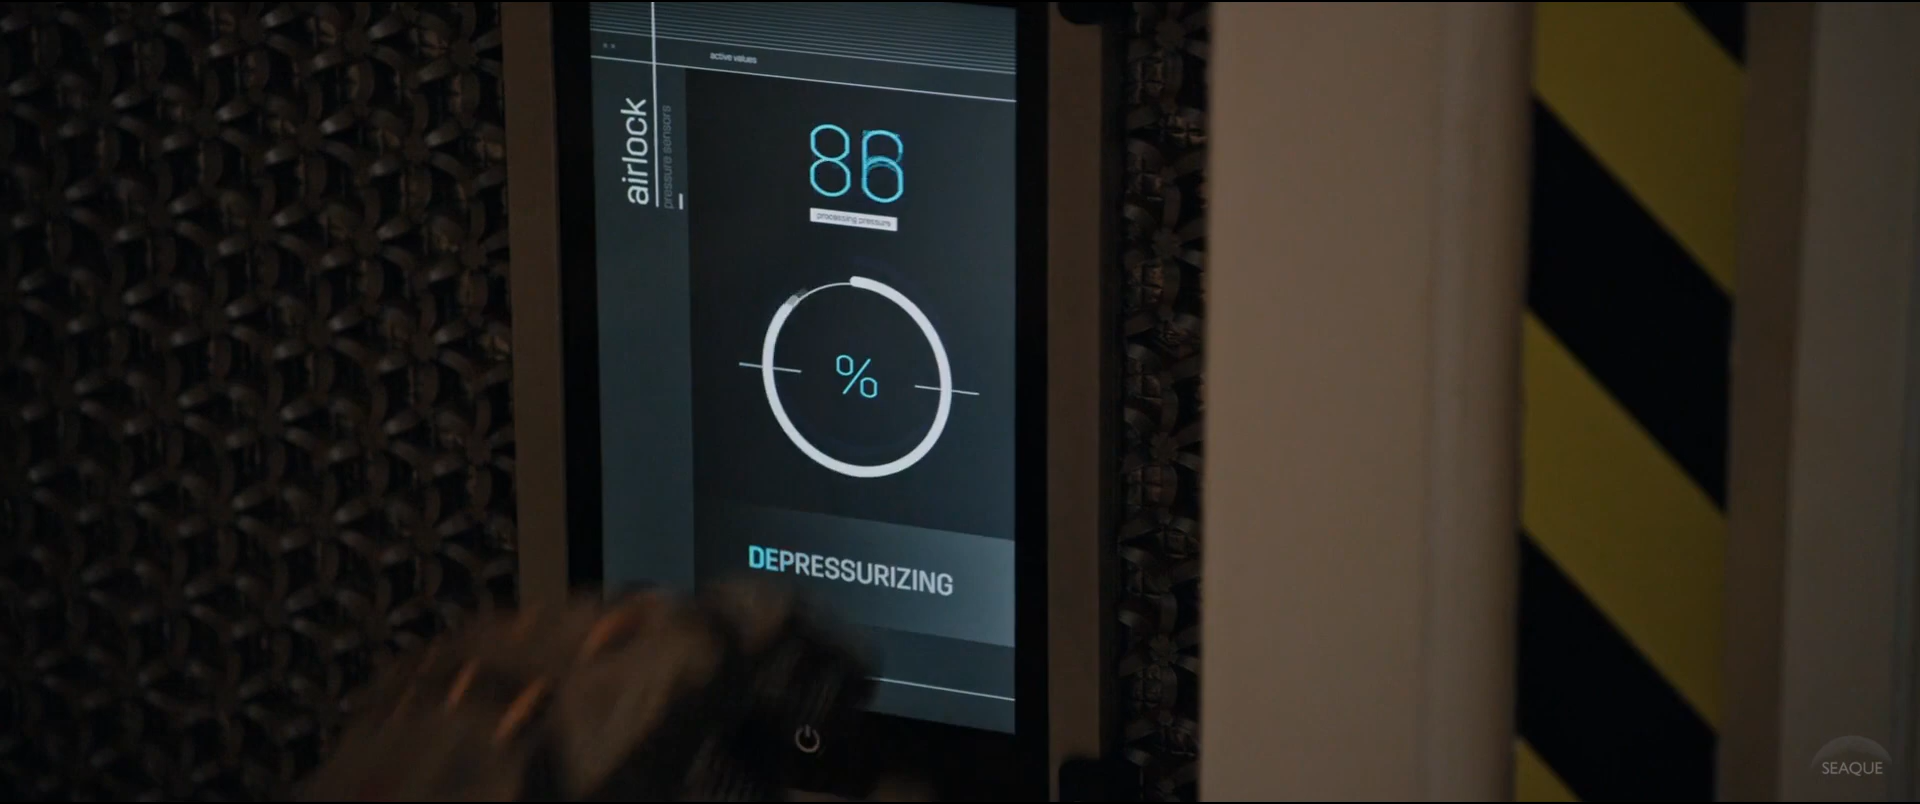 active values
airlock
pressure sensors
86
processing pressure
%
DEPRESSURIZING
SEAQUE